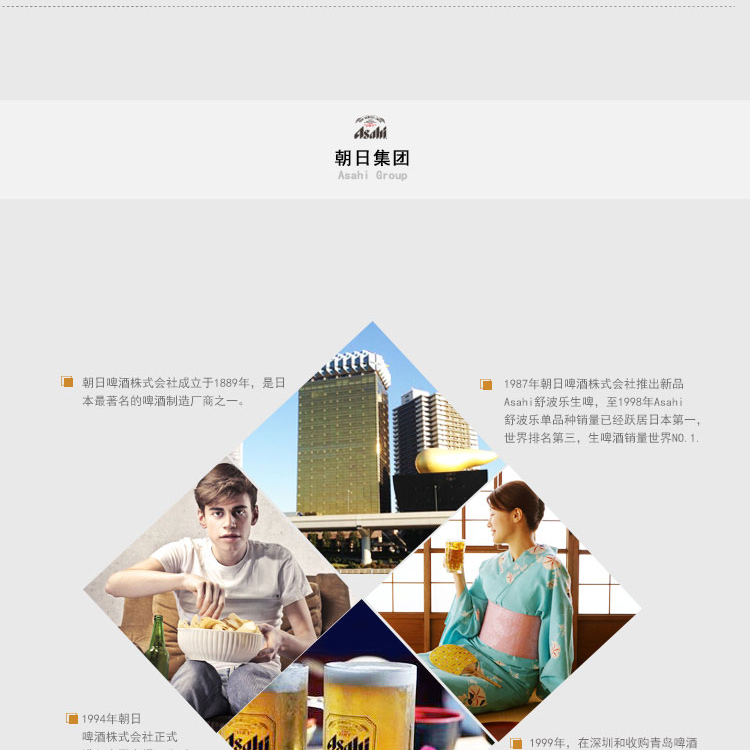 Asahi
朝日集团
Asahi Group
朝日啤酒株式会社成立于1889年，是日
本最著名的啤酒制造厂商之一。
1987年朝日啤酒株式会社推出新品
Asahi舒波乐生啤，至1998年Asahi
舒波乐单品种销量已经跃居日本第一，
世界排名第三，生啤酒销量世界NO.1.
Asahi
Asahi
1994年朝日
啤酒株式会社正式
1999年，在深圳和收购青岛啤酒